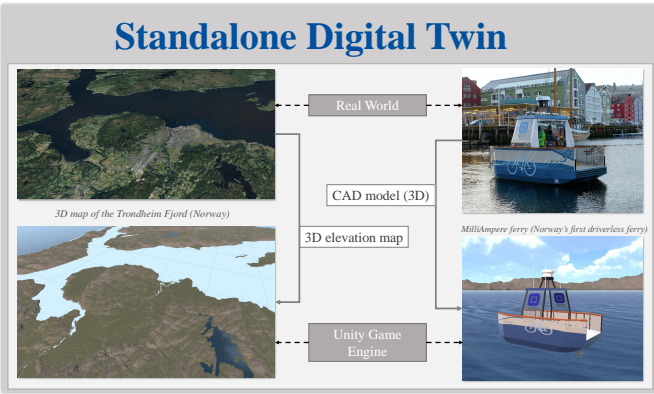 Standalone Digital Twin
Real World
CAD model (3D)
3D map of the Trondheim Fjord (Norway)
MilliAmpere ferry (Norway's first driverless ferry)
3D elevation map
Unity Game
Engine